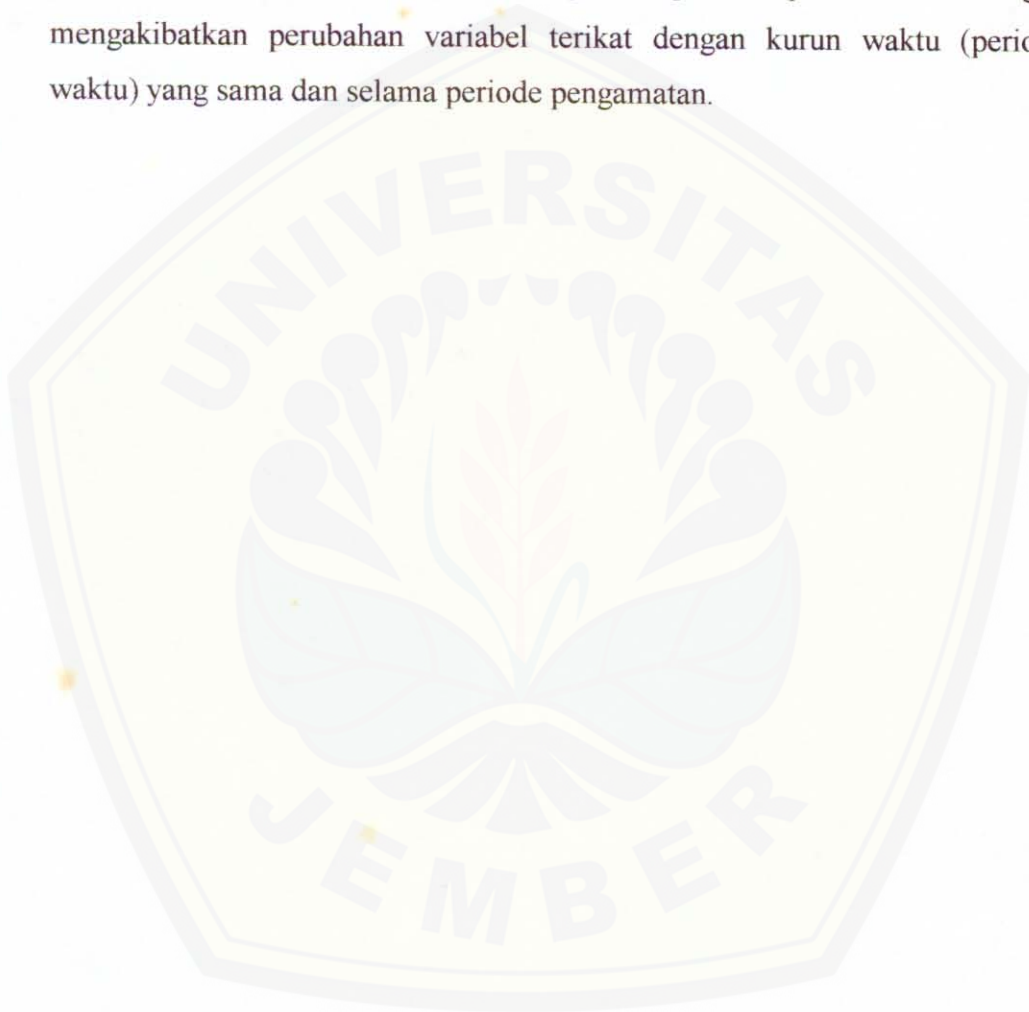 mengakibatkan perubahan variabel terikat dengan kurun waktu
waktu) yang sama dan selama periode pengamatan.
UNIVERSITAS
JEMBER